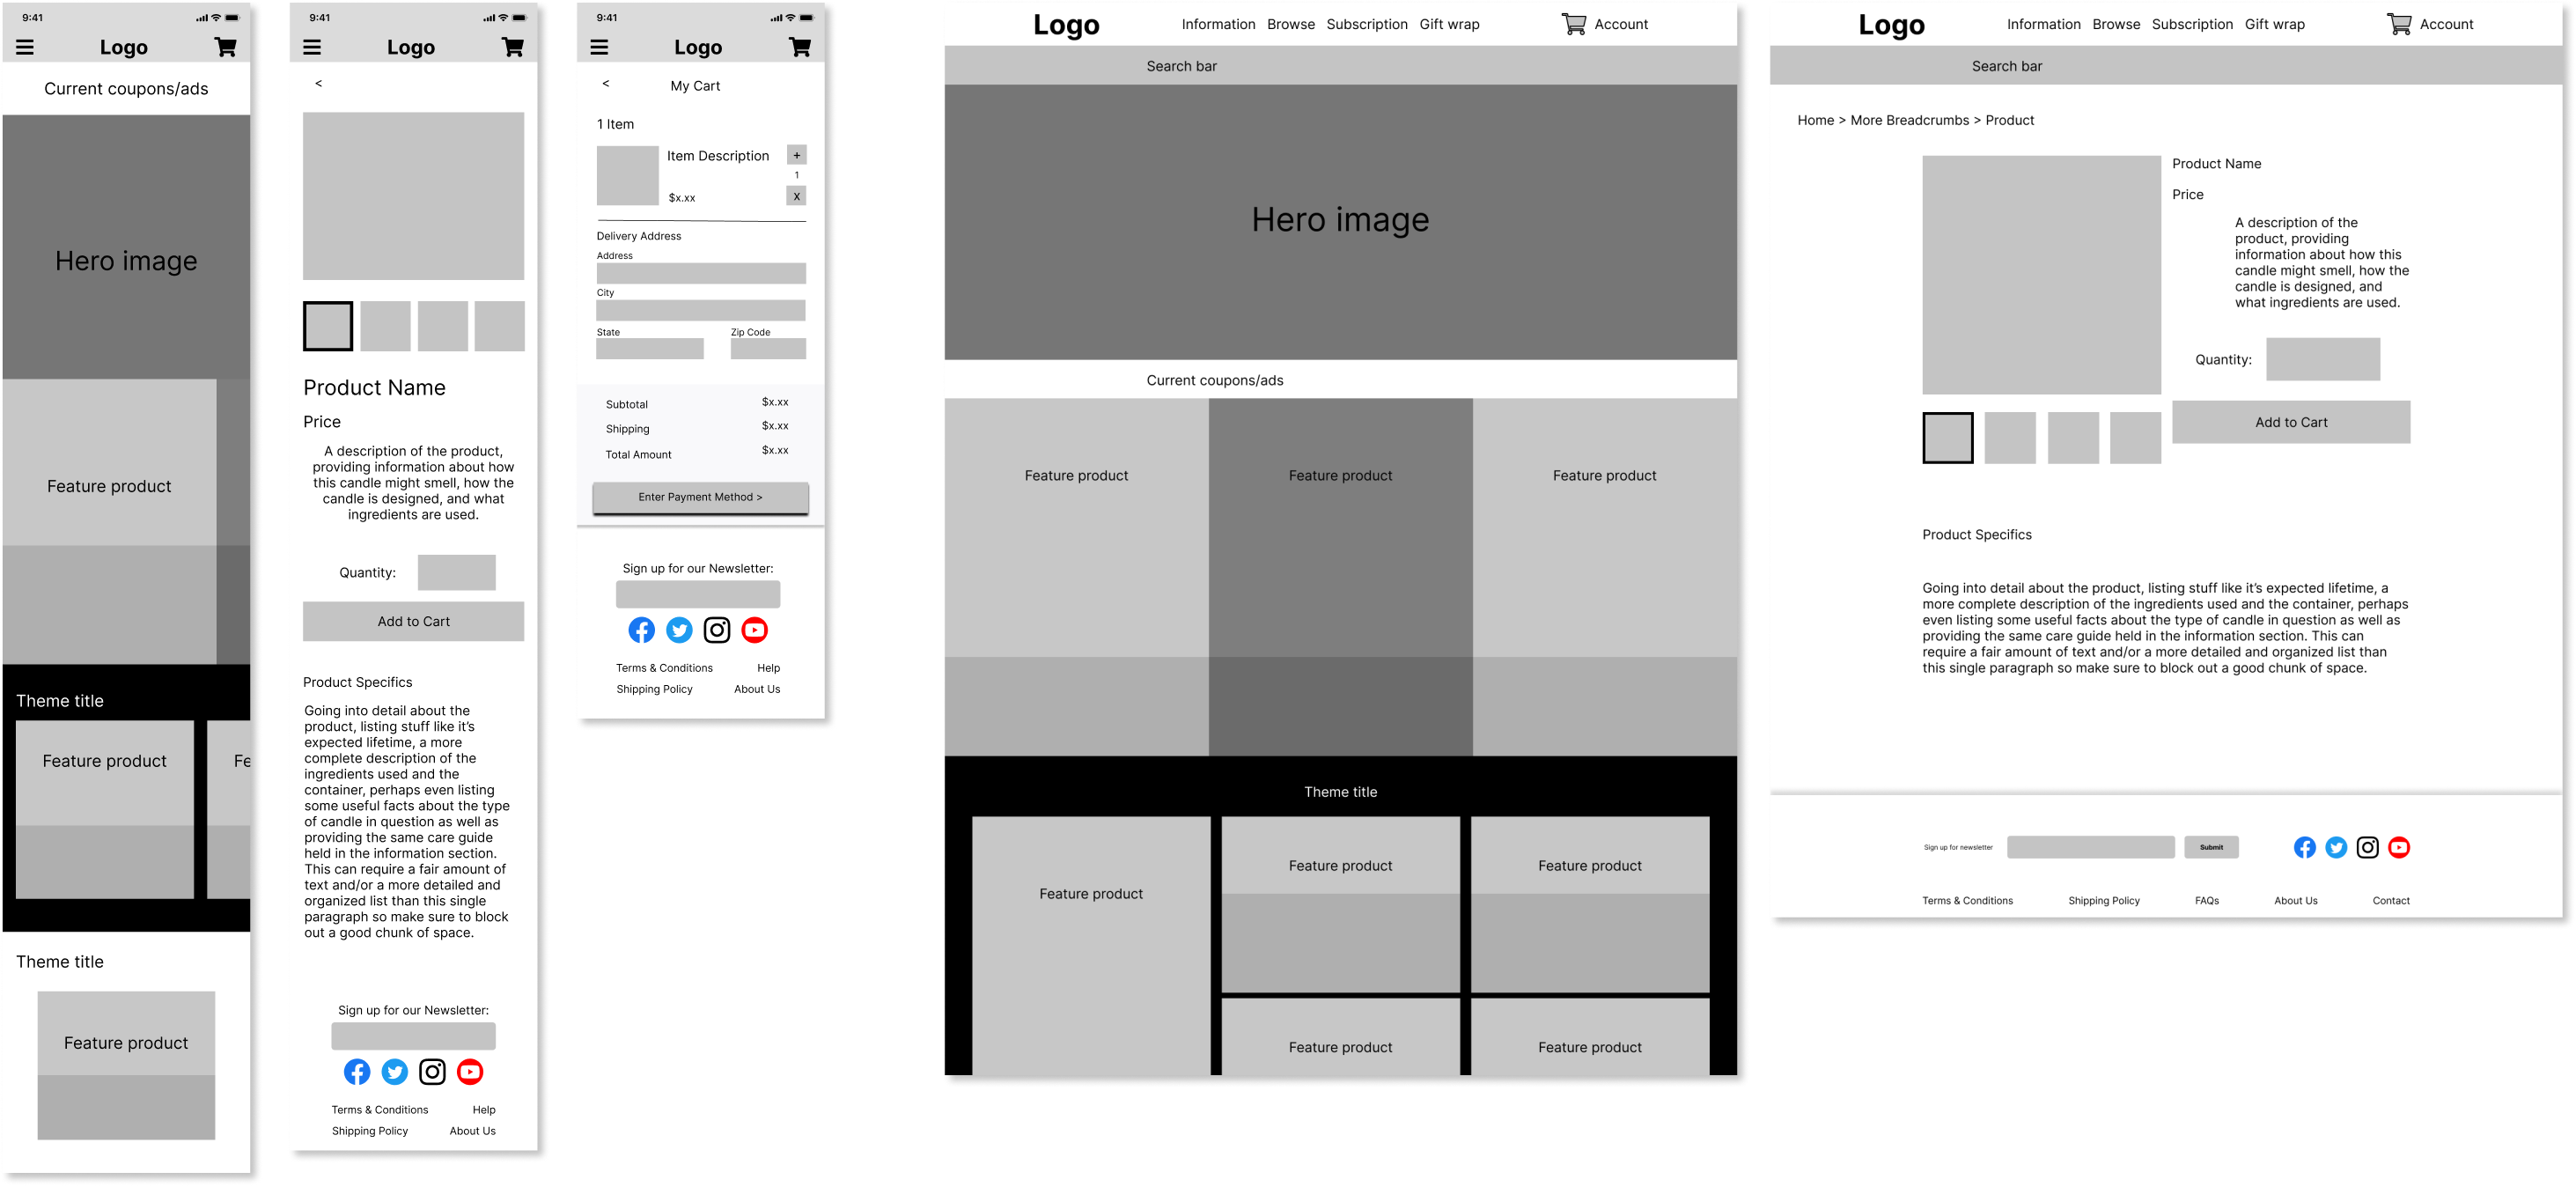 9:41
Logo
Current coupons/ads
Hero image
Feature product
Theme title
Feature product
Fe
Theme title
Feature product
9:41
Logo
<
Product Name
Price
A description of the product,
providing information about how
this candle might smell, how the
candle is designed, and what
ingredients are used.
Quantity:
Add to Cart
Product Specifics
Going into detail about the
product, listing stuff like it’s
expected lifetime, a more
complete description of the
ingredients used and the
container, perhaps even listing
some useful facts about the type
of candle in question as well as
providing the same care guide
held in the information section.
This can require a fair amount of
text and/or a more detailed and
organized list than this single
paragraph so make sure to block
out a good chunk of space.
Sign up for our Newsletter:
Terms & Conditions Help
Shipping Policy About Us
9:41
Logo
< My Cart
1 Item
Item Description +
1
$x.xx X
Delivery Address
Address
City
State Zip Code
Subtotal $x.xx
Shipping $x.xx
Total Amount $x.xx
Enter Payment Method >
Sign up for our Newsletter:
Terms & Conditions Help
Shipping Policy About Us
Logo Information Browse Subscription Gift wrap Account
Search bar
Hero image
Current coupons/ads
Feature product Feature product Feature product
Theme title
Feature product Feature product
Feature product
Feature product Feature product
Logo Information Browse Subscription Gift wrap Account
Search bar
Home > More Breadcrumbs > Product
Product Name
Price
A description of the
product, providing
information about how this
candle might smell, how the
candle is designed, and
what ingredients are used.
Quantity:
Add to Cart
Product Specifics
Going into detail about the product, listing stuff like it’s expected lifetime, a
more complete description of the ingredients used and the container, perhaps
even listing some useful facts about the type of candle in question as well as
providing the same care guide held in the information section. This can
require a fair amount of text and/or a more detailed and organized list than
this single paragraph so make sure to block out a good chunk of space.
Sign up for newsletter Submit
Terms & Conditions Shipping Policy FAQs About Us Contact